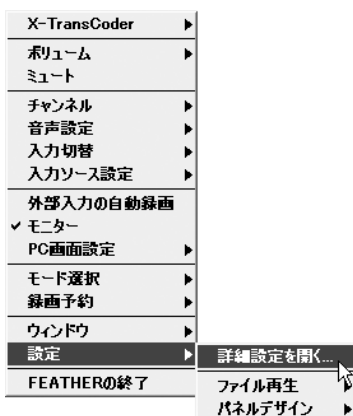 X-TransCoder
ボリューム
ミュート
チャンネル
音声設定
入力切替
入力ソース設定
外部入力の自動録画
モニター
PC画面設定
モード選択
録画予約
ウィンドウ
設定
FEATHERの終了
詳細設定を開く...
ファイル再生
パネルデザイン